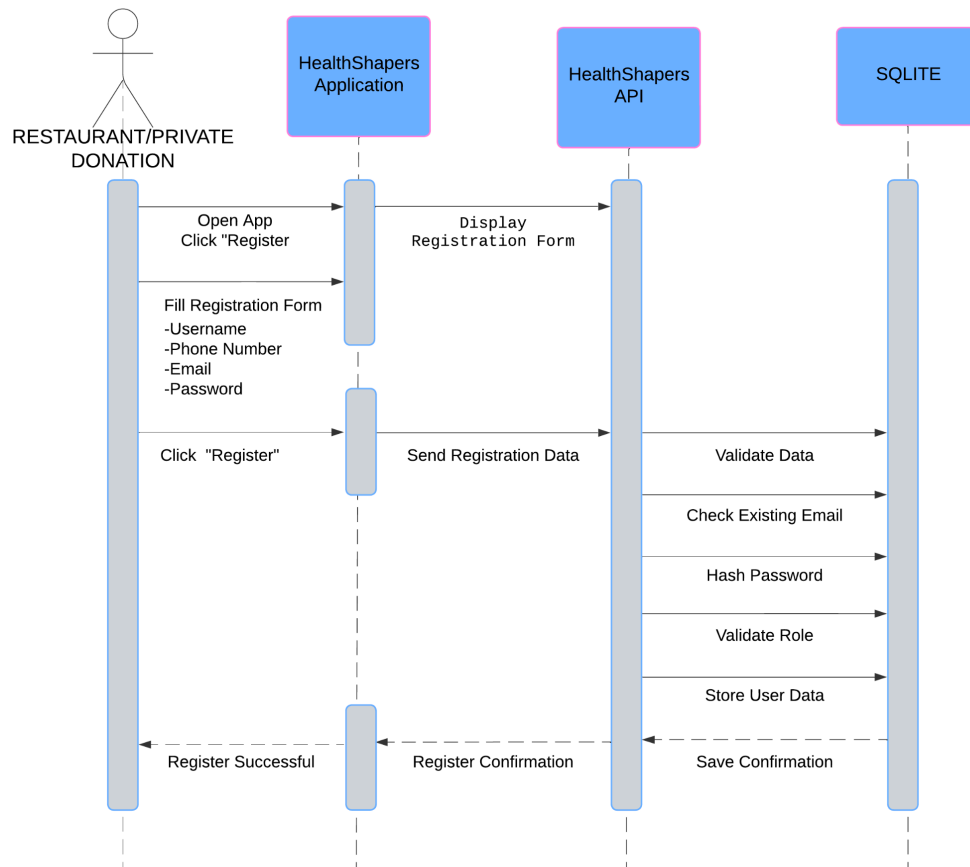 RESTAURANT/PRIVATE
DONATION
HealthShapers
Application
HealthShapers
API
SQLITE
Open App
Click "Register
Display
Registration Form
Fill Registration Form
-Username
-Phone Number
-Email
-Password
Click "Register"
Send Registration Data
Validate Data
Check Existing Email
Hash Password
Validate Role
Store User Data
Register Successful
Register Confirmation
Save Confirmation